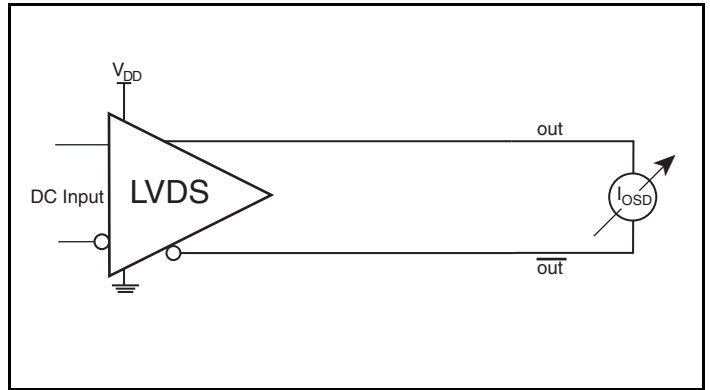 V_DD
out
DC Input
LVDS
I_OSD
out